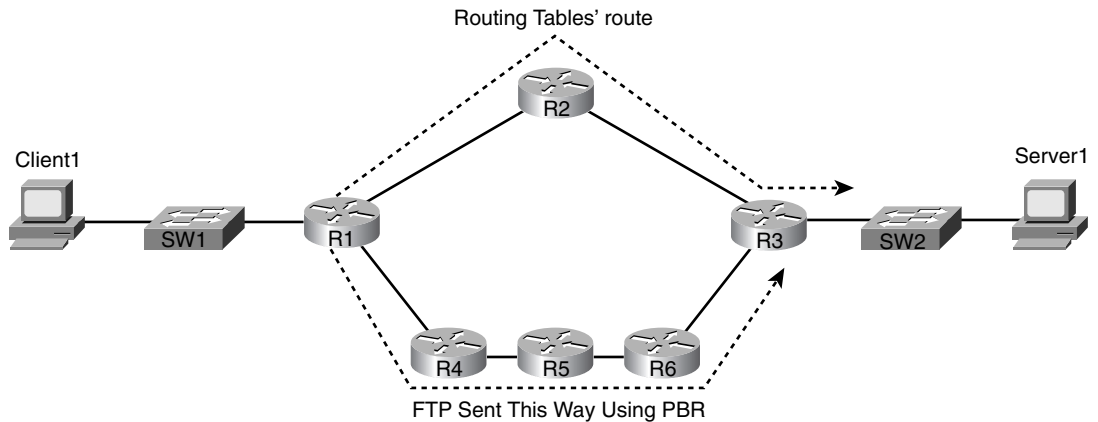 Routing Tables' route
R2
Client1
Server1
SW1
R1
R3
SW2
R4
R5
R6
FTP Sent This Way Using PBR